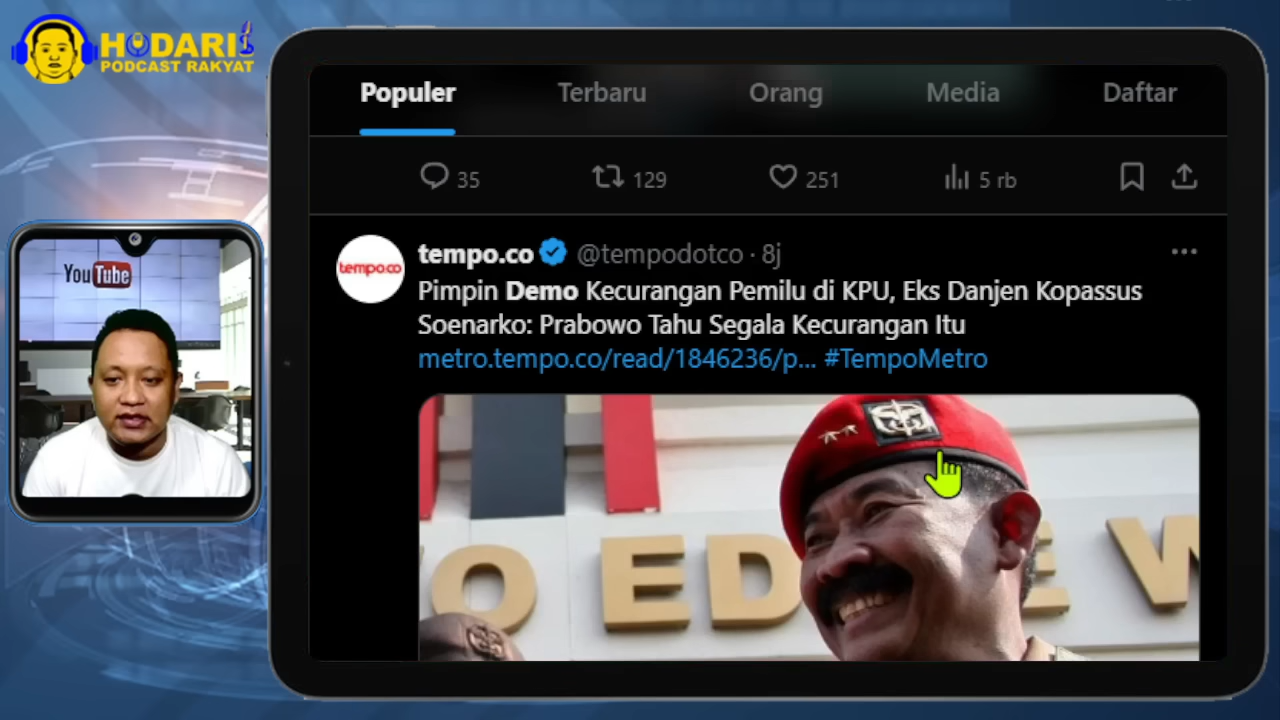 HUDARI
PODCAST RAKYAT
YouTube
Populer Terbaru Orang Media Daftar
35 129 251 5 rb
tempo.co @tempodotco · 8j
tempo.co
Pimpin Demo Kecurangan Pemilu di KPU, Eks Danjen Kopassus
Soenarko: Prabowo Tahu Segala Kecurangan Itu
metro.tempo.co/read/1846236/p... #TempoMetro
O ED E W